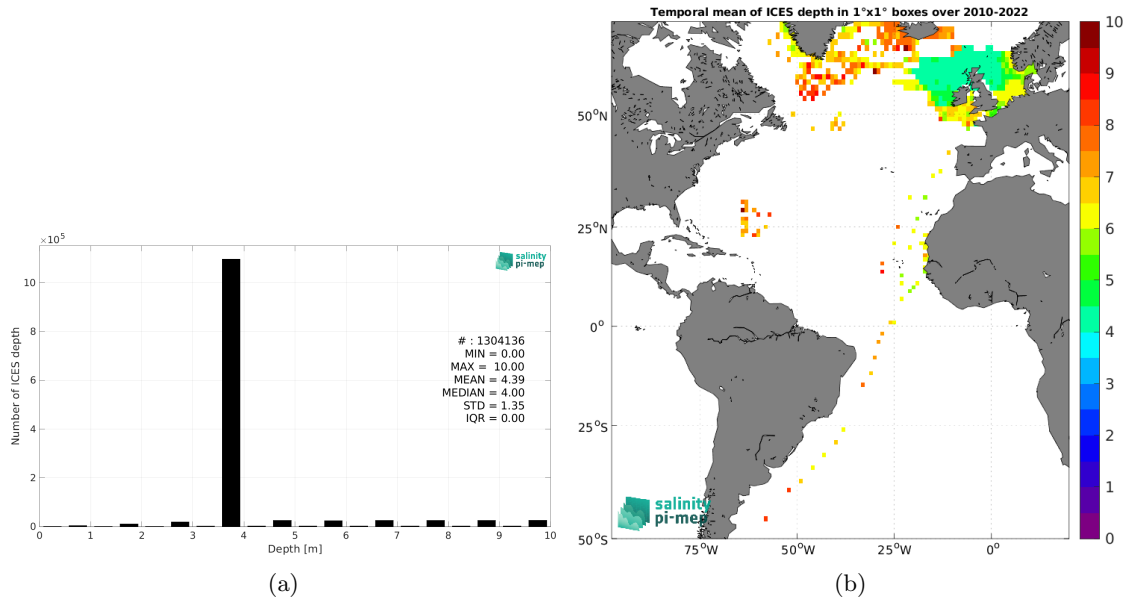 ×10⁵
10
8
6
4
2
0
Number of ICES depth
salinity
pi-mep
# : 1304136
MIN = 0.00
MAX = 10.00
MEAN = 4.39
MEDIAN = 4.00
STD = 1.35
IQR = 0.00
0 1 2 3 4 5 6 7 8 9 10
Depth [m]
(a)
Temporal mean of ICES depth in 1°x1° boxes over 2010-2022
50°N
25°N
0°
25°S
50°S
75°W 50°W 25°W 0°
salinity
pi-mep
10
9
8
7
6
5
4
3
2
1
0
(b)